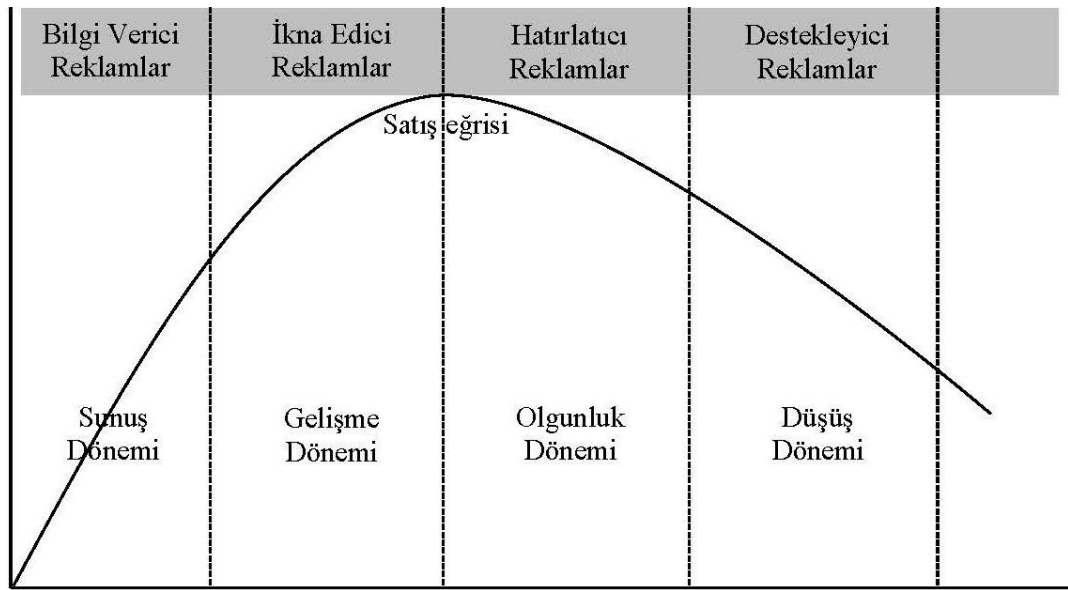 Bilgi Verici
Reklamlar
İkna Edici
Reklamlar
Hatırlatıcı
Reklamlar
Destekleyici
Reklamlar
Satış eğrisi
Sunuş
Dönemi
Gelişme
Dönemi
Olgunluk
Dönemi
Düşüş
Dönemi